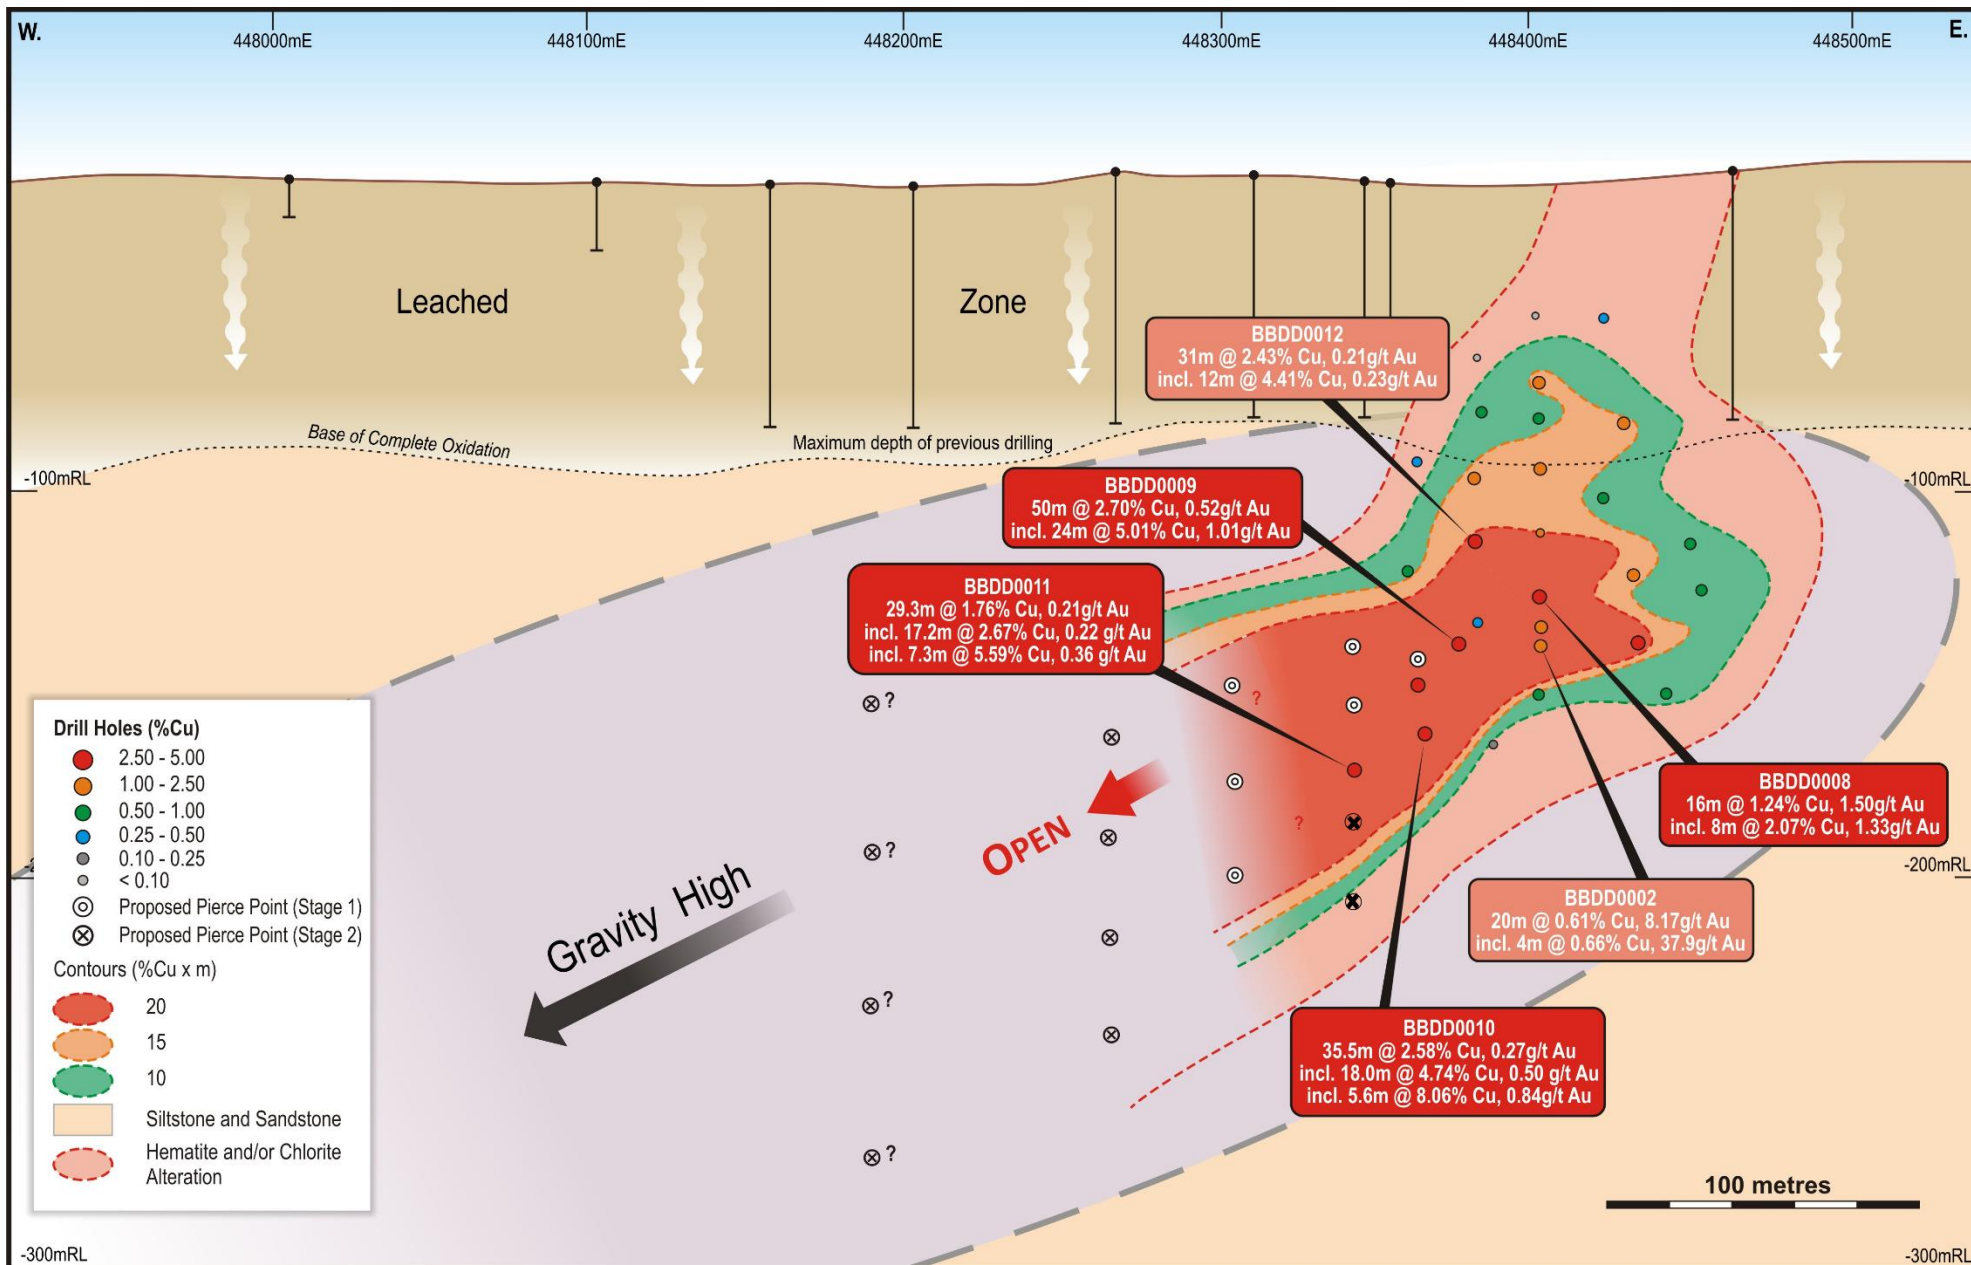 W.
448000mE
448100mE
448200mE
448300mE
448400mE
448500mE
E.
Leached
Zone
BBDD0012
31m @ 2.43% Cu, 0.21g/t Au
incl. 12m @ 4.41% Cu, 0.23g/t Au
Base of Complete Oxidation
Maximum depth of previous drilling
-100mRL
-100mRL
BBDD0009
50m @ 2.70% Cu, 0.52g/t Au
incl. 24m @ 5.01% Cu, 1.01g/t Au
BBDD0011
29.3m @ 1.76% Cu, 0.21g/t Au
incl. 17.2m @ 2.67% Cu, 0.22 g/t Au
incl. 7.3m @ 5.59% Cu, 0.36 g/t Au
?
?
?
?
?
?
OPEN
Gravity High
BBDD0008
16m @ 1.24% Cu, 1.50g/t Au
incl. 8m @ 2.07% Cu, 1.33g/t Au
-200mRL
BBDD0002
20m @ 0.61% Cu, 8.17g/t Au
incl. 4m @ 0.66% Cu, 37.9g/t Au
BBDD0010
35.5m @ 2.58% Cu, 0.27g/t Au
incl. 18.0m @ 4.74% Cu, 0.50 g/t Au
incl. 5.6m @ 8.06% Cu, 0.84g/t Au
Drill Holes (%Cu)
2.50 - 5.00
1.00 - 2.50
0.50 - 1.00
0.25 - 0.50
0.10 - 0.25
< 0.10
Proposed Pierce Point (Stage 1)
Proposed Pierce Point (Stage 2)
Contours (%Cu x m)
20
15
10
Siltstone and Sandstone
Hematite and/or Chlorite
Alteration
100 metres
-300mRL
-300mRL